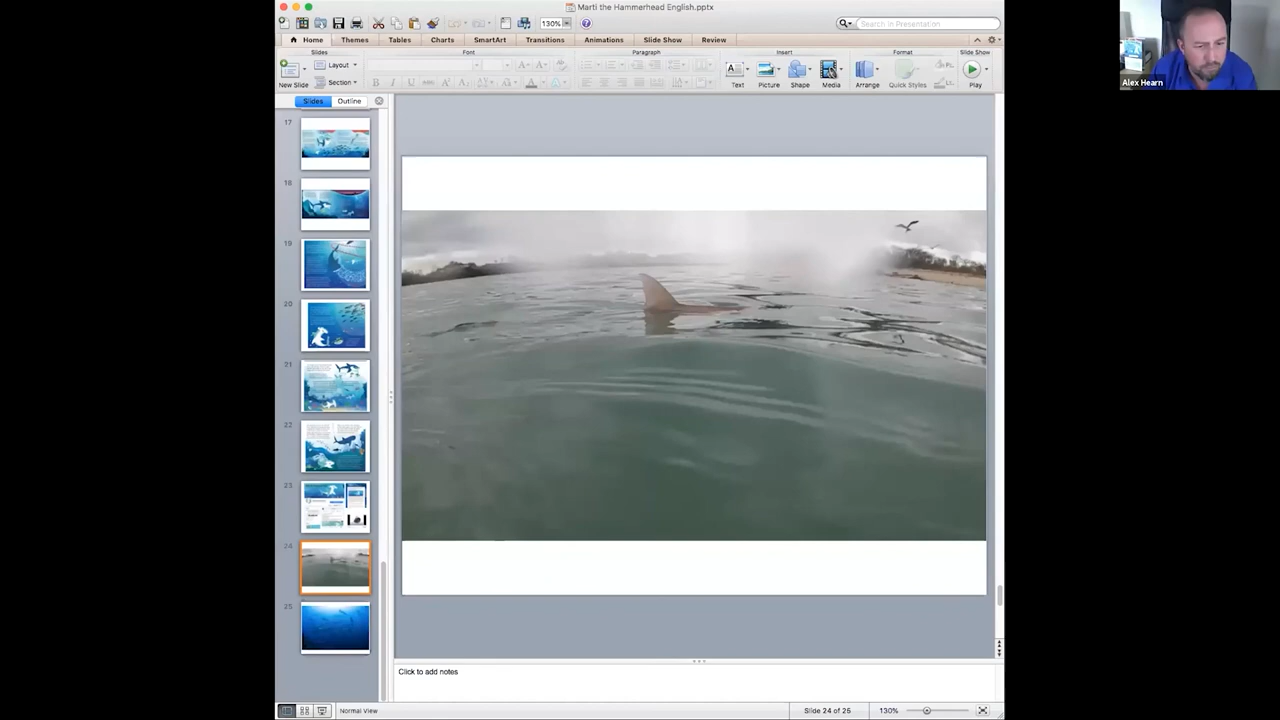 Marti the Hammerhead English.pptx
130%
Search in Presentation
Home
Themes
Tables
Charts
SmartArt
Transitions
Animations
Slide Show
Review
Slides
Font
Paragraph
Insert
Format
Slide Show
New Slide
Layout
Section
B
I
U
Text
Picture
Shape
Media
Arrange
Quick Styles
Play
Slides
Outline
17
18
19
20
21
22
23
24
25
Click to add notes
Normal View
Slide 24 of 25
130%
Alex Hearn